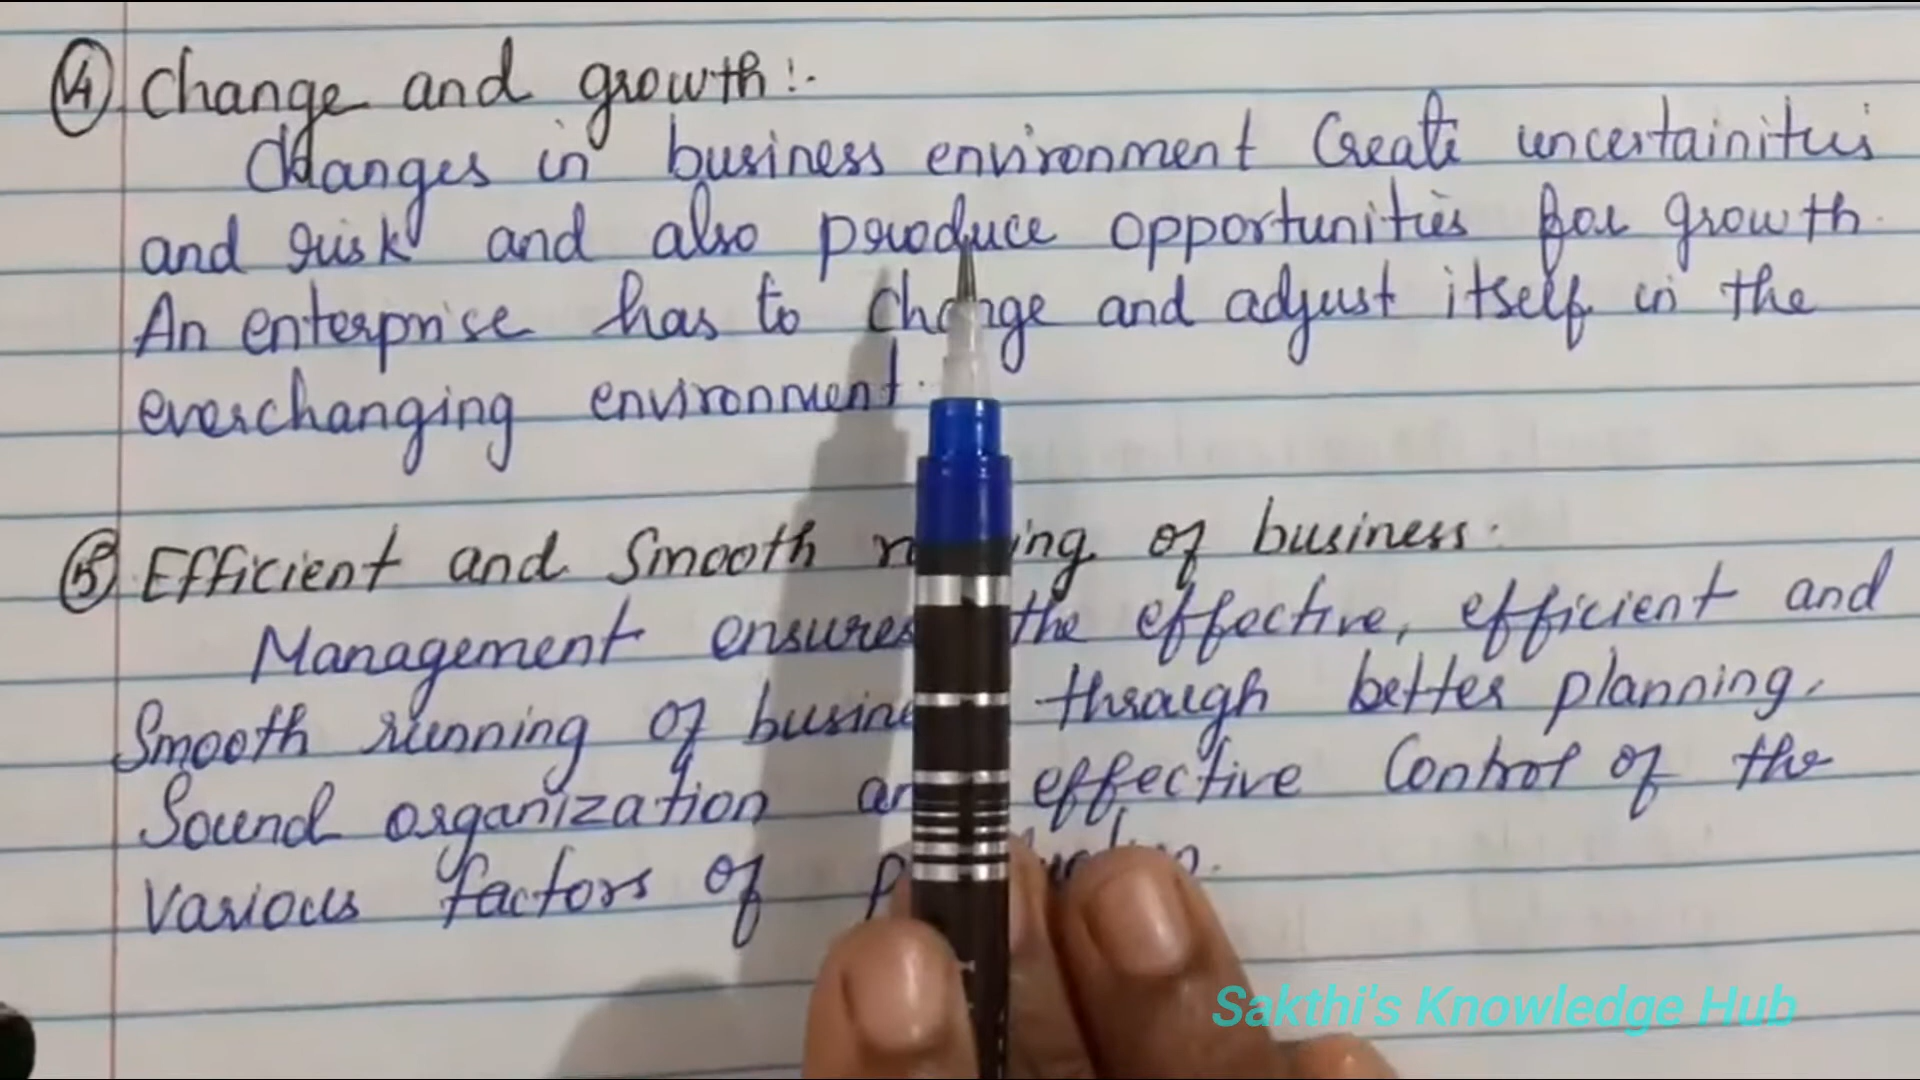 4 Change and growth:-
Changes in business environment Create uncertainities
and risk and also produce opportunities for growth.
An enterprise has to change and adjust itself in the
everchanging environment.
5 Efficient and Smooth ing of business.
Management ensures the effective, efficient and
Smooth running of through better planning,
Sound organization effective Control of the
various factors of
Sakthi's Knowledge Hub